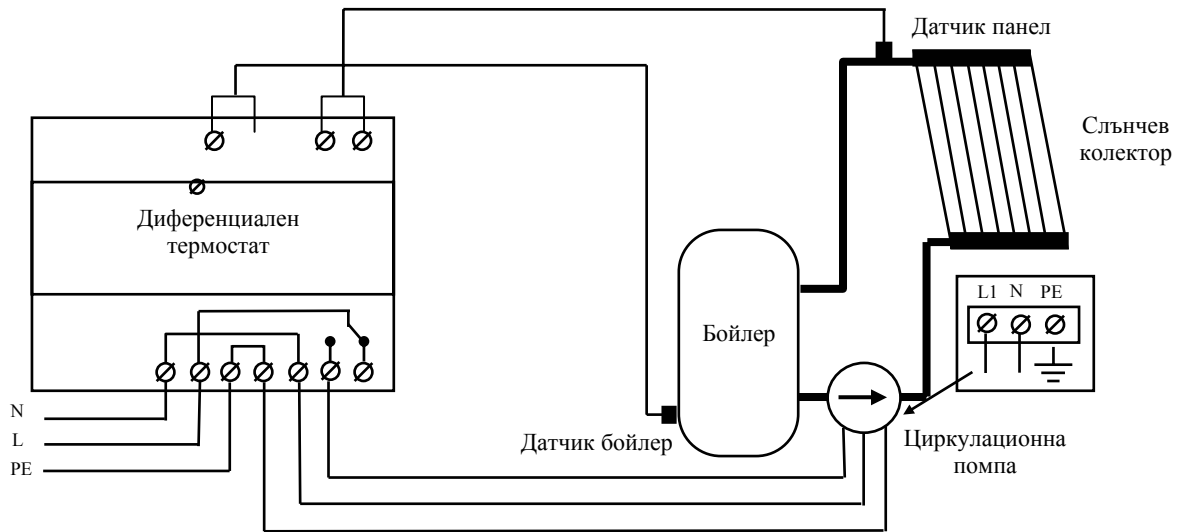 Датчик панел
Слънчев
колектор
Диференциален
термостат
L1 N PE
Бойлер
N
L
PE
Датчик бойлер
Циркулационна
помпа